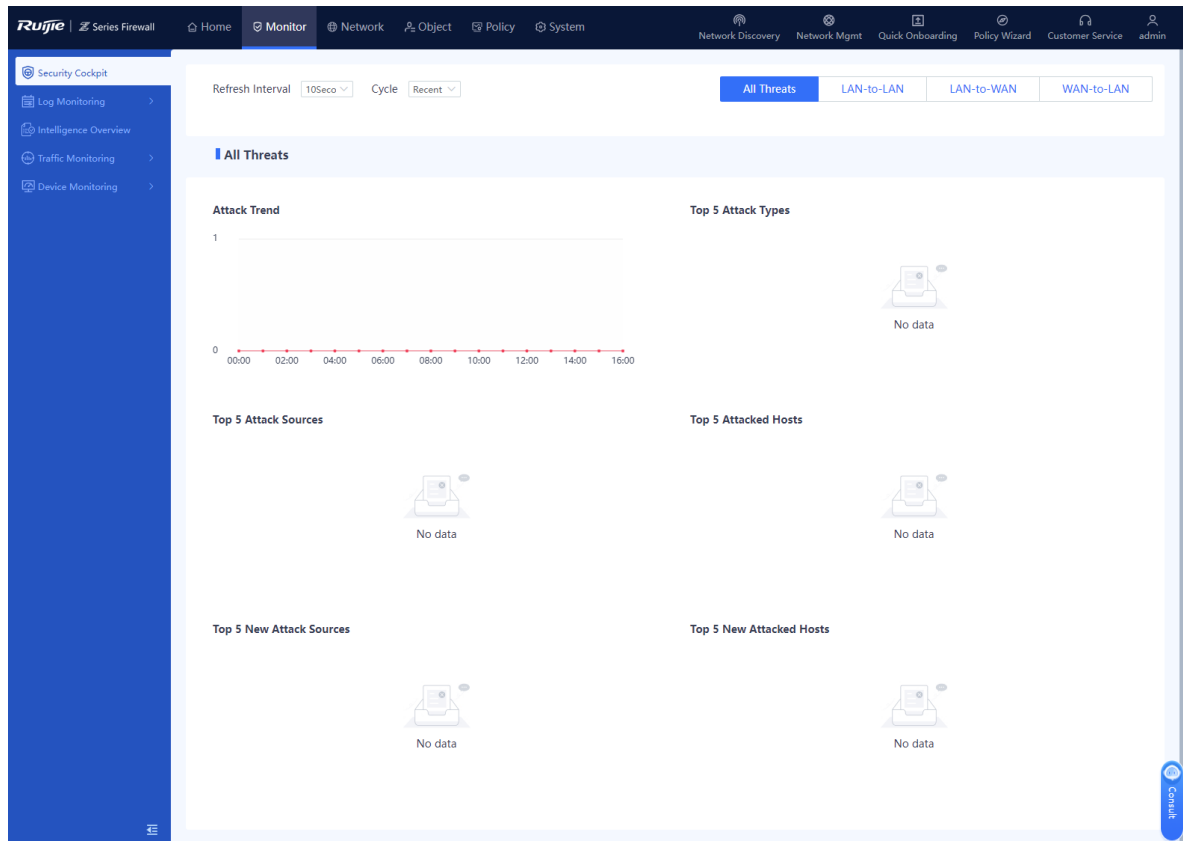 Ruijie | Z Series Firewall Home Monitor Network Object Policy System Network Discovery Network Mgmt Quick Onboarding Policy Wizard Customer Service admin
Security Cockpit
Log Monitoring
Intelligence Overview
Traffic Monitoring
Device Monitoring
Refresh Interval 10Seco Cycle Recent All Threats LAN-to-LAN LAN-to-WAN WAN-to-LAN
All Threats
Attack Trend
1
0
00:00 02:00 04:00 06:00 08:00 10:00 12:00 14:00 16:00
Top 5 Attack Types
No data
Top 5 Attack Sources
No data
Top 5 Attacked Hosts
No data
Top 5 New Attack Sources
No data
Top 5 New Attacked Hosts
No data
Consult